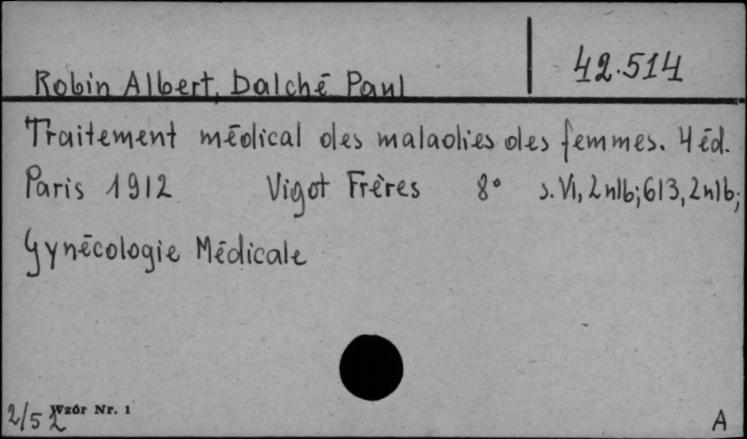 Robin Albert, Dalché Paul
42.514
Traitement médical des maladies des femmes. 4 éd.
Paris 1912 Vigot Frères 8° s. VI, 2 nlb; 613, 2 nlb;
Gynécologie Médicale
2/52
Wzór Nr. 1
A